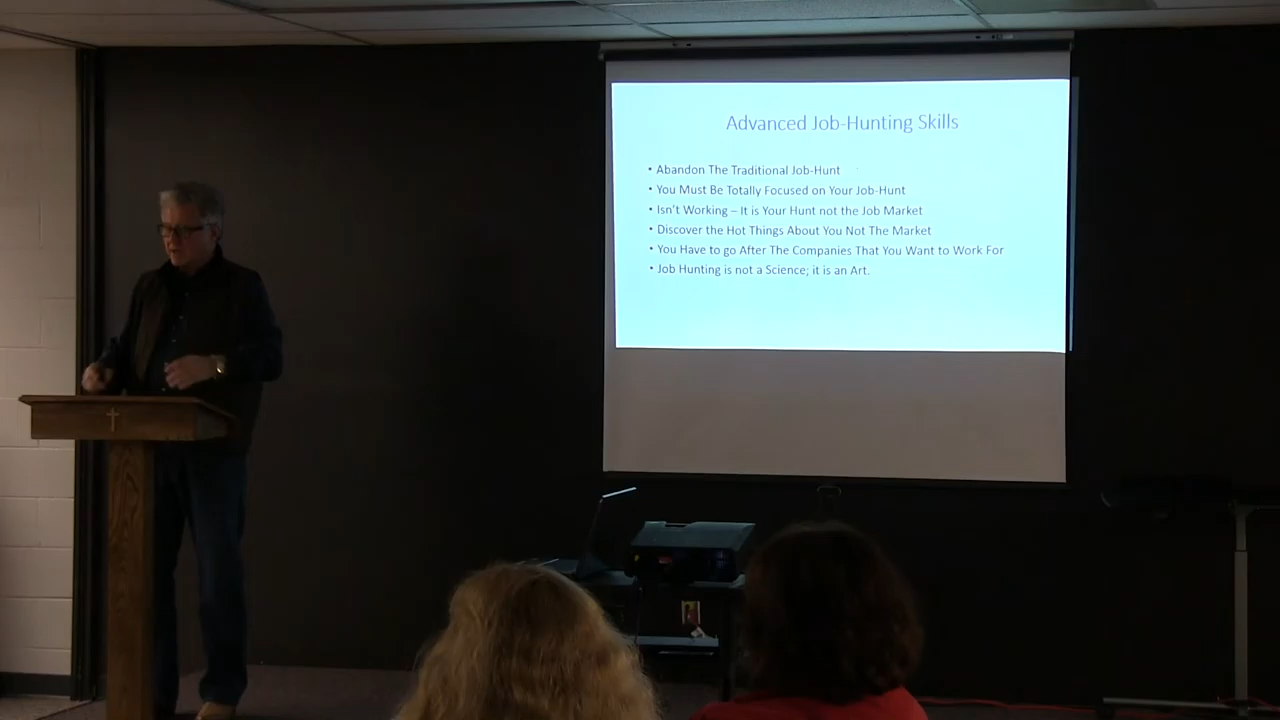 Advanced Job-Hunting Skills
• Abandon The Traditional Job-Hunt
• You Must Be Totally Focused on Your Job-Hunt
• Isn't Working – It is Your Hunt not the Job Market
• Discover the Hot Things About You Not The Market
• You Have to go After The Companies That You Want to Work For
• Job Hunting is not a Science; it is an Art.